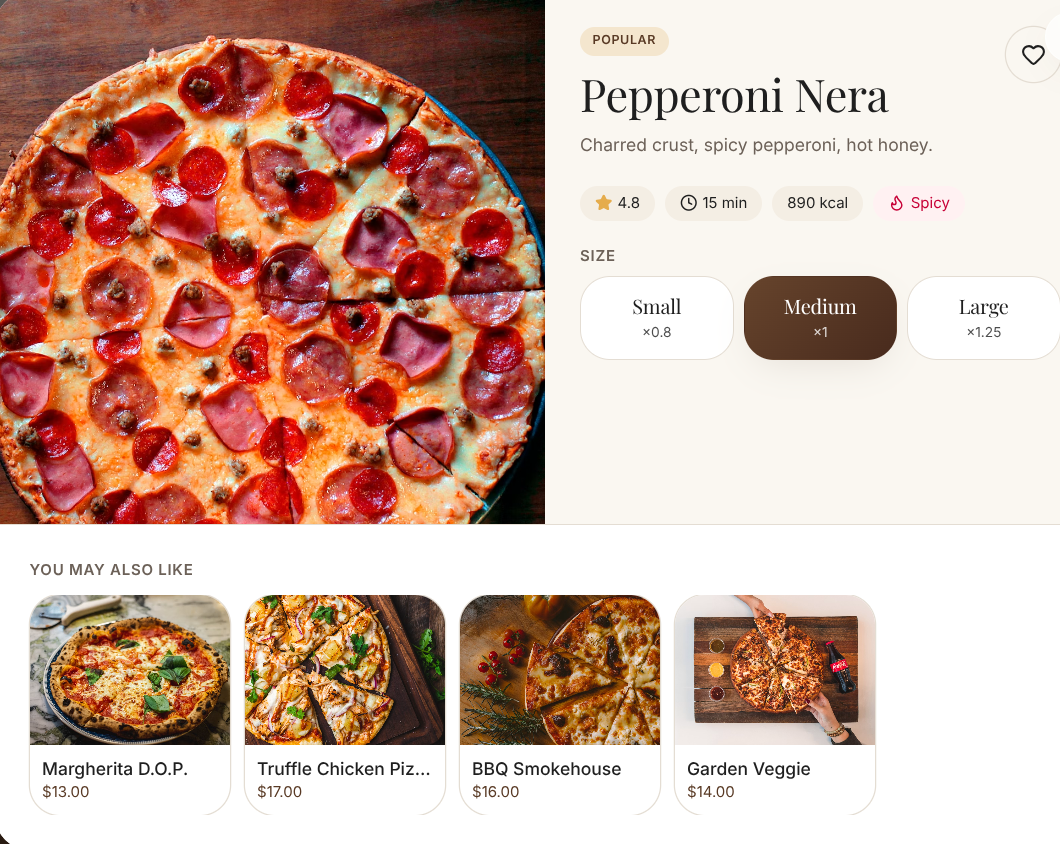 POPULAR
Pepperoni Nera
Charred crust, spicy pepperoni, hot honey.
4.8
15 min
890 kcal
Spicy
SIZE
Small
×0.8
Medium
×1
Large
×1.25
YOU MAY ALSO LIKE
Margherita D.O.P.
$13.00
Truffle Chicken Piz...
$17.00
BBQ Smokehouse
$16.00
Garden Veggie
$14.00